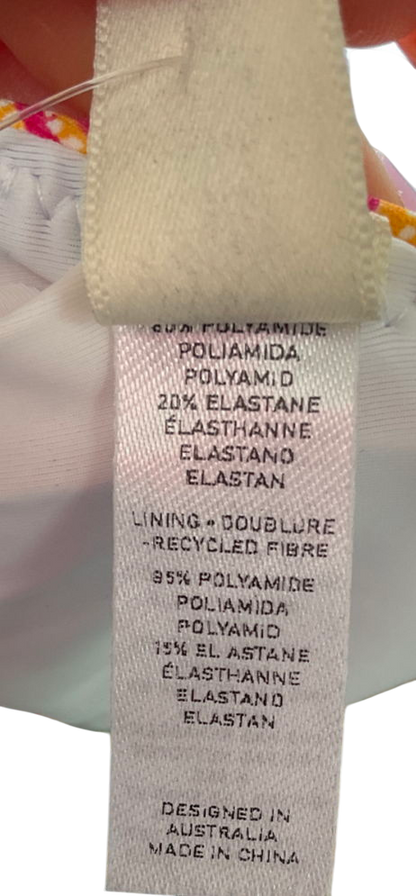 80% POLYAMIDE
POLIAMIDA
POLYAMID
20% ELASTANE
ÉLASTHANNE
ELASTANO
ELASTAN
LINING - DOUBLURE
-RECYCLED FIBRE
85% POLYAMIDE
POLIAMIDA
POLYAMID
15% ELASTANE
ÉLASTHANNE
ELASTANO
ELASTAN
DESIGNED IN
AUSTRALIA
MADE IN CHINA